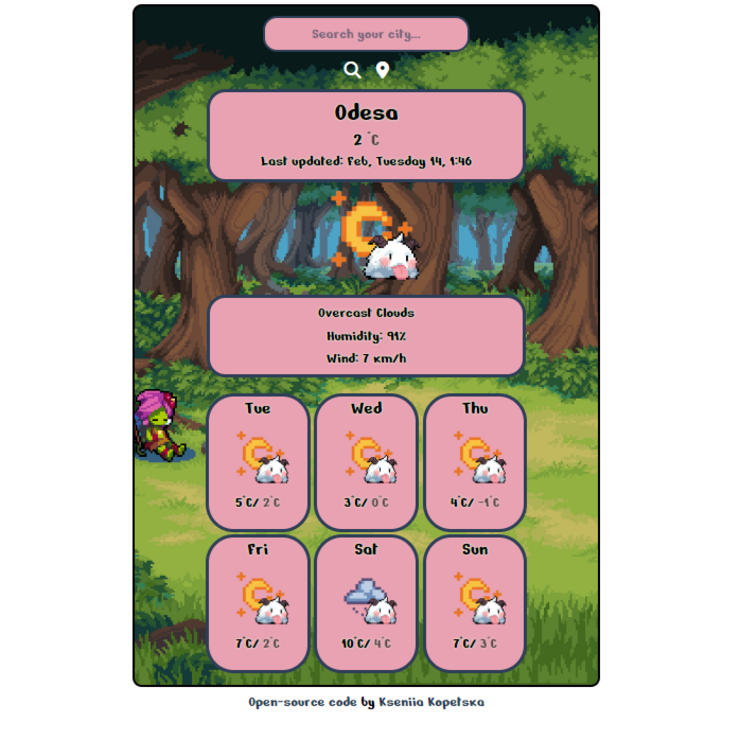 Search your city...
Odesa
2 °C
Last updated: Feb, Tuesday 14, 1:46
Overcast Clouds
Humidity: 91%
Wind: 7 km/h
Tue Wed Thu
5°C/ 2°C 3°C/ 0°C 4°C/ -1°C
Fri Sat Sun
7°C/ 2°C 10°C/ 4°C 7°C/ 3°C
Open-source code by Kseniia Kopetska